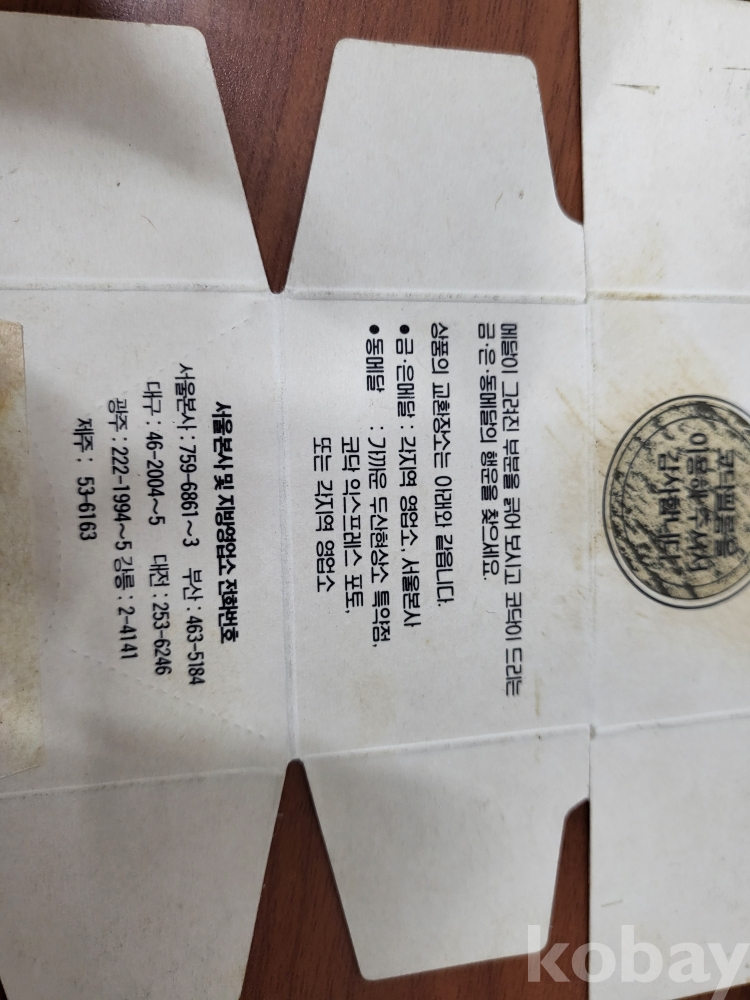 코닥필름을
이용해 주셔서
감사합니다
메달이 그려진 부분을 긁어 보시고 코닥이 드리는
금·은·동메달의 행운을 찾으세요.
상품의 교환장소는 아래와 같읍니다.
● 금·은메달 : 각지역 영업소, 서울본사
● 동메달 : 가까운 두산현상소 특약점,
코닥 익스프레스 포토,
또는 각지역 영업소
서울본사 및 지방영업소 전화번호
서울본사 : 759-6861~3 부산 : 463-5184
대구 : 46-2004~5 대전 : 253-6246
광주 : 222-1994~5 강릉 : 2-4141
제주 : 53-6163
kobay